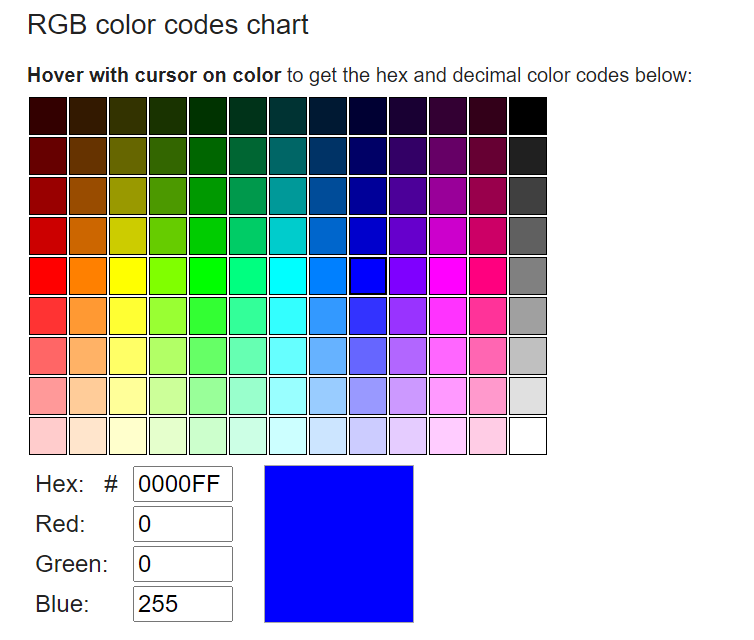 RGB color codes chart
Hover with cursor on color to get the hex and decimal color codes below:
Hex: # 0000FF
Red: 0
Green: 0
Blue: 255